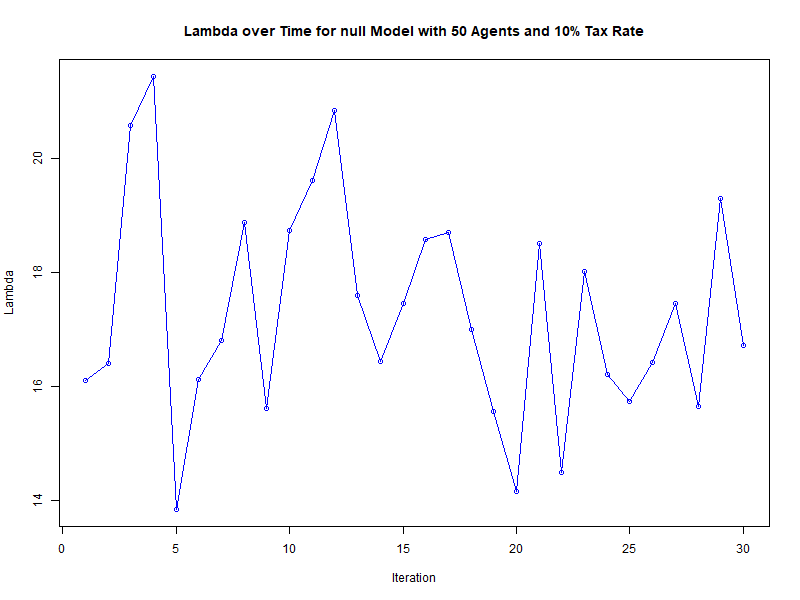 Lambda over Time for null Model with 50 Agents and 10% Tax Rate
20
18
16
14
Lambda
0 5 10 15 20 25 30
Iteration